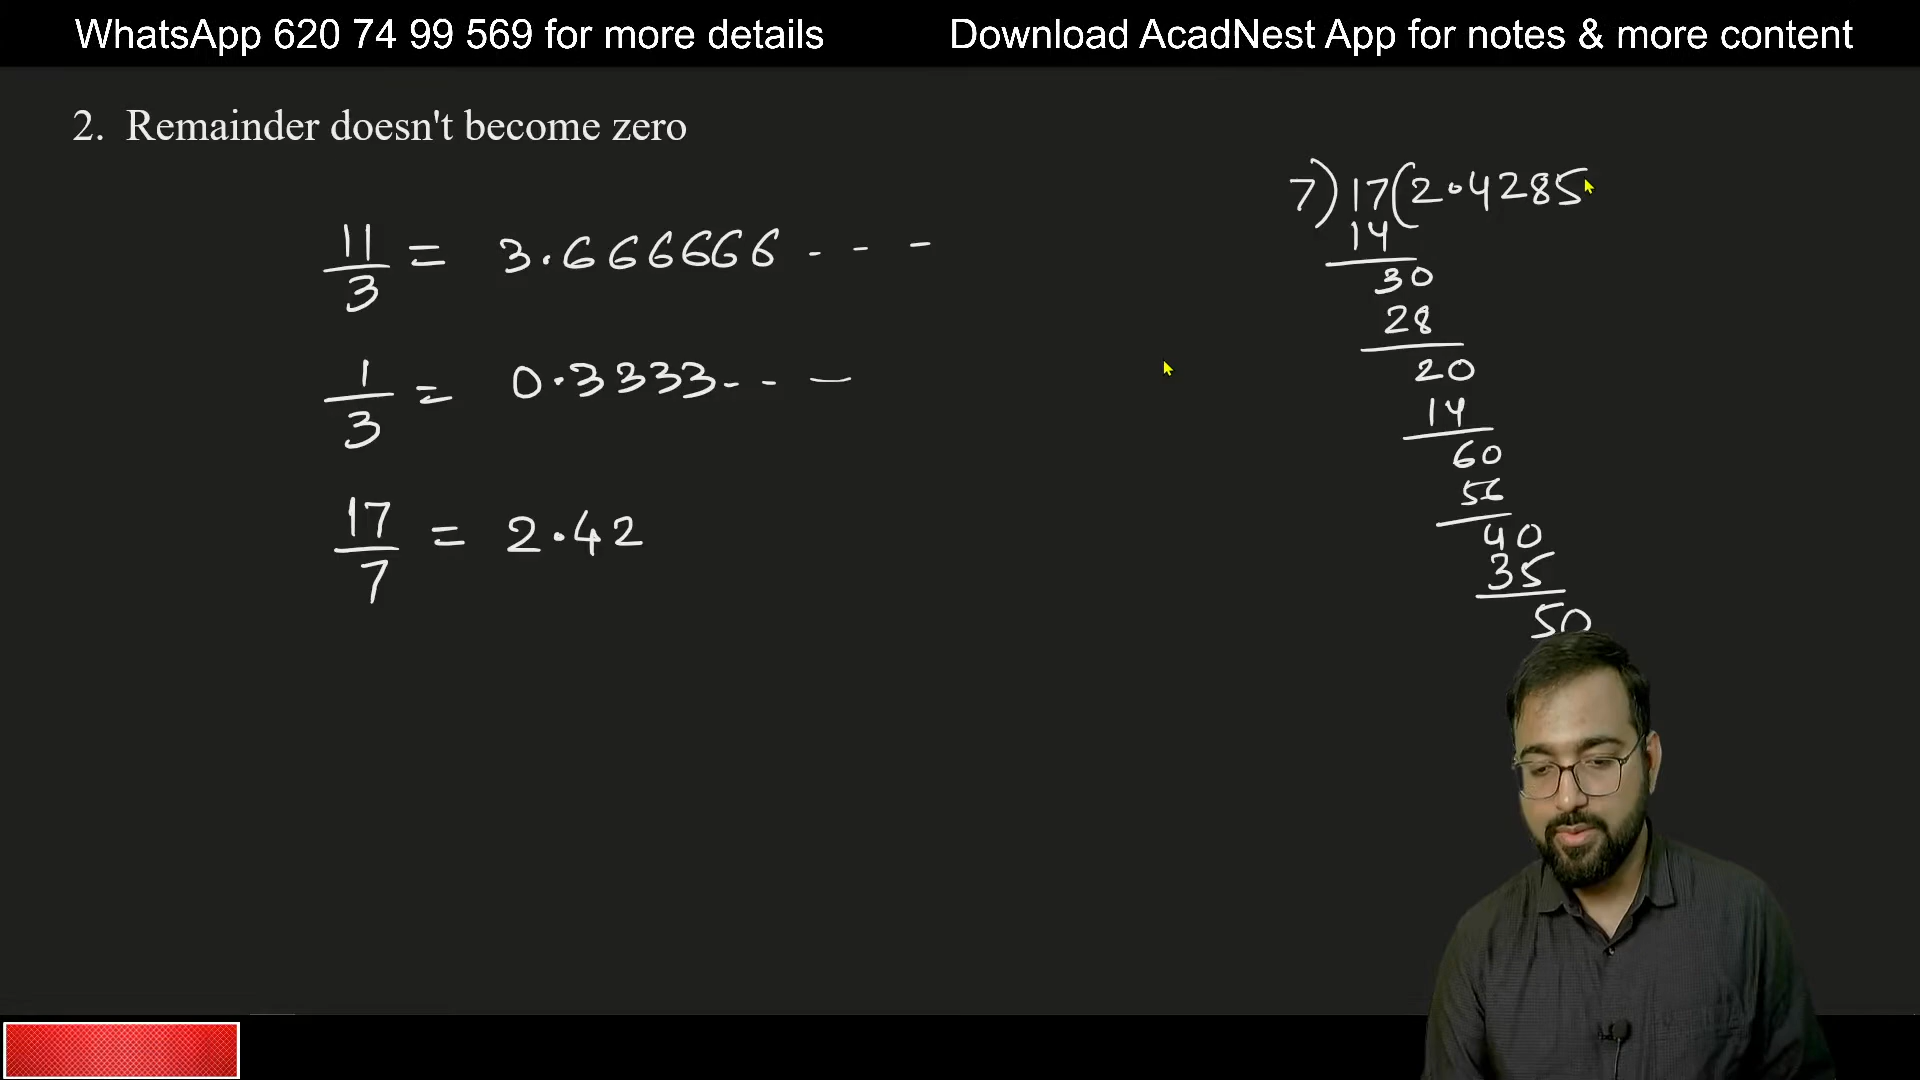 WhatsApp 620 74 99 569 for more details
Download AcadNest App for notes & more content
2. Remainder doesn't become zero
11/3 = 3.666666 - - -
1/3 = 0.3333 - - -
17/7 = 2.42
7)17(2.4285
14
30
28
20
14
60
56
40
35
50